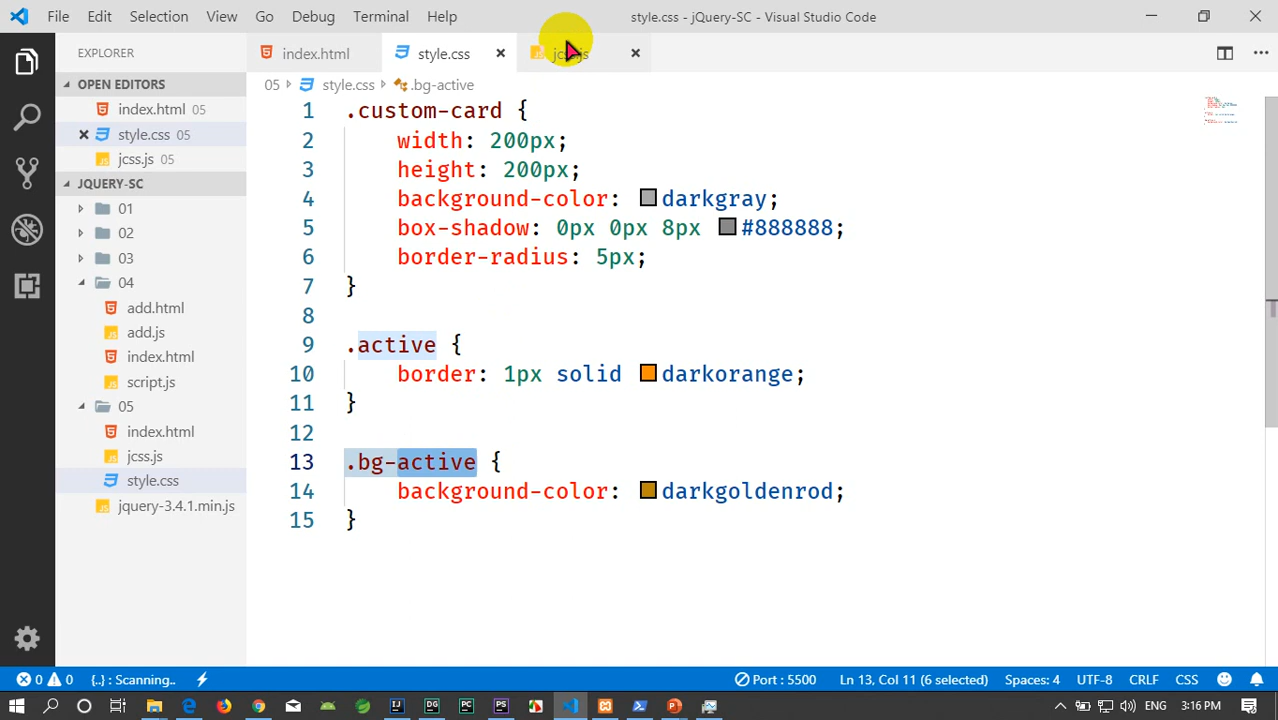 File Edit Selection View Go Debug Terminal Help style.css - jQuery-SC - Visual Studio Code
EXPLORER
OPEN EDITORS
index.html 05
style.css 05
jcss.js 05
JQUERY-SC
01
02
03
04
add.html
add.js
index.html
script.js
05
index.html
jcss.js
style.css
jquery-3.4.1.min.js
index.html style.css jcss.js
05 style.css .bg-active
1 .custom-card {
2 width: 200px;
3 height: 200px;
4 background-color: darkgray;
5 box-shadow: 0px 0px 8px #888888;
6 border-radius: 5px;
7 }
8
9 .active {
10 border: 1px solid darkorange;
11 }
12
13 .bg-active {
14 background-color: darkgoldenrod;
15 }
0 0 {..} : Scanning.. Port : 5500 Ln 13, Col 11 (6 selected) Spaces: 4 UTF-8 CRLF CSS
IJ DG PC PS 3:16 PM